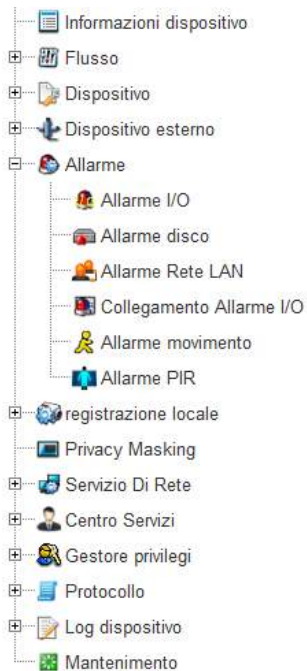 Informazioni dispositivo
Flusso
Dispositivo
Dispositivo esterno
Allarme
Allarme I/O
Allarme disco
Allarme Rete LAN
Collegamento Allarme I/O
Allarme movimento
Allarme PIR
registrazione locale
Privacy Masking
Servizio Di Rete
Centro Servizi
Gestore privilegi
Protocollo
Log dispositivo
Mantenimento